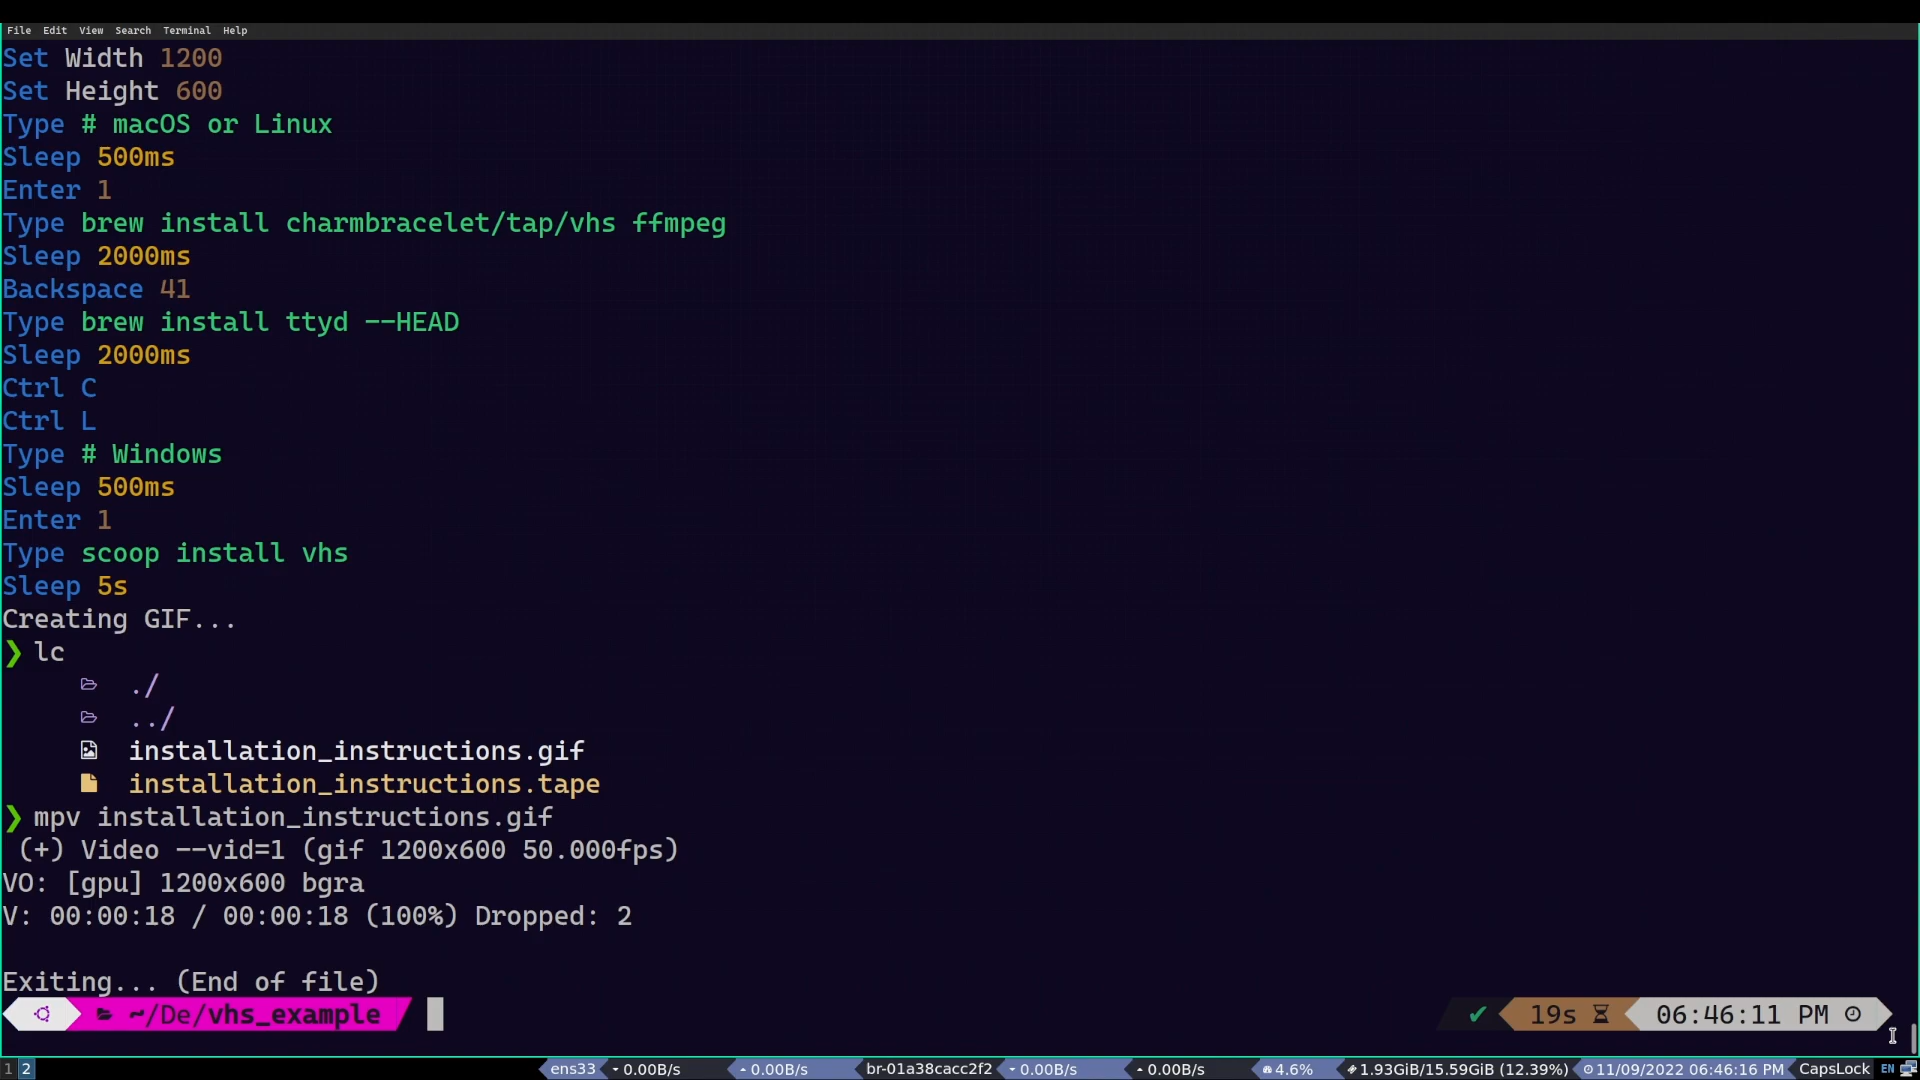 File Edit View Search Terminal Help
Set Width 1200
Set Height 600
Type # macOS or Linux
Sleep 500ms
Enter 1
Type brew install charmbracelet/tap/vhs ffmpeg
Sleep 2000ms
Backspace 41
Type brew install ttyd --HEAD
Sleep 2000ms
Ctrl C
Ctrl L
Type # Windows
Sleep 500ms
Enter 1
Type scoop install vhs
Sleep 5s
Creating GIF...
❯ lc
./
../
installation_instructions.gif
installation_instructions.tape
❯ mpv installation_instructions.gif
(+) Video --vid=1 (gif 1200x600 50.000fps)
VO: [gpu] 1200x600 bgra
V: 00:00:18 / 00:00:18 (100%) Dropped: 2
Exiting... (End of file)
~/De/vhs_example ✔ 19s 06:46:11 PM
1 2 ens33 0.00B/s 0.00B/s br-01a38cacc2f2 0.00B/s 0.00B/s 4.6% 1.93GiB/15.59GiB (12.39%) 11/09/2022 06:46:16 PM CapsLock EN